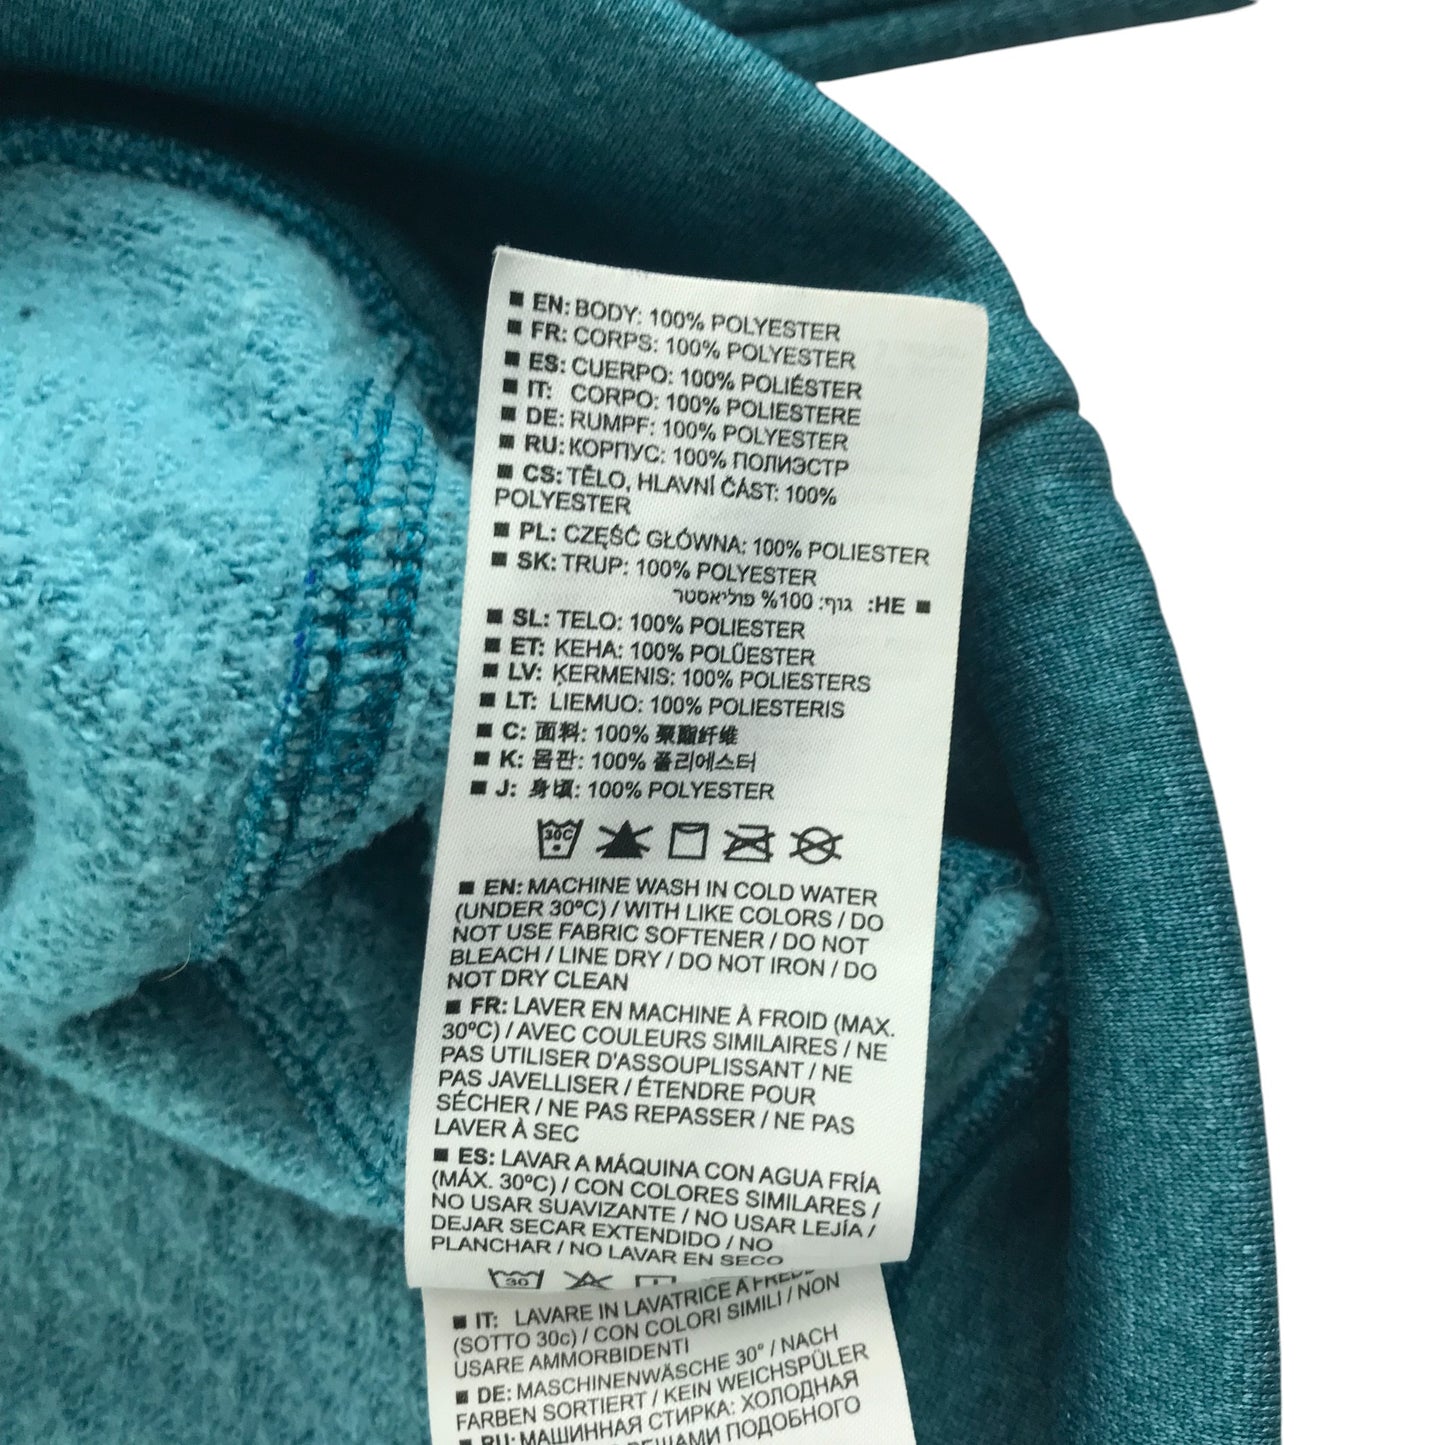 ■ EN: BODY: 100% POLYESTER
■ FR: CORPS: 100% POLYESTER
■ ES: CUERPO: 100% POLIÉSTER
■ IT: CORPO: 100% POLIESTERE
■ DE: RUMPF: 100% POLYESTER
■ RU: КОРПУС: 100% ПОЛИЭСТР
■ CS: TĚLO, HLAVNÍ ČÁST: 100%
POLYESTER
■ PL: CZĘŚĆ GŁÓWNA: 100% POLIESTER
■ SK: TRUP: 100% POLYESTER
■ HE: גוף: 100% פוליאסטר
■ SL: TELO: 100% POLIESTER
■ ET: KEHA: 100% POLÜESTER
■ LV: ĶERMENIS: 100% POLIESTERS
■ LT: LIEMUO: 100% POLIESTERIS
■ C: 面料: 100% 聚酯纤维
■ K: 몸판: 100% 폴리에스터
■ J: 身頃: 100% POLYESTER
30C
■ EN: MACHINE WASH IN COLD WATER
(UNDER 30ºC) / WITH LIKE COLORS / DO
NOT USE FABRIC SOFTENER / DO NOT
BLEACH / LINE DRY / DO NOT IRON / DO
NOT DRY CLEAN
■ FR: LAVER EN MACHINE À FROID (MAX.
30ºC) / AVEC COULEURS SIMILAIRES / NE
PAS UTILISER D'ASSOUPLISSANT / NE
PAS JAVELLISER / ÉTENDRE POUR
SÉCHER / NE PAS REPASSER / NE PAS
LAVER À SEC
■ ES: LAVAR A MÁQUINA CON AGUA FRÍA
(MÁX. 30ºC) / CON COLORES SIMILARES /
NO USAR SUAVIZANTE / NO USAR LEJÍA /
DEJAR SECAR EXTENDIDO / NO
PLANCHAR / NO LAVAR EN SECO
30
■ IT: LAVARE IN LAVATRICE A
(SOTTO 30c) / CON COLORI SIMILI / NON
USARE AMMORBIDENTI
■ DE: MASCHINENWÄSCHE 30° / NACH
FARBEN SORTIERT / KEIN WEICHSPÜLER
■ RU: МАШИННАЯ СТИРКА: ХОЛОДНАЯ
ПОДОБНОГО